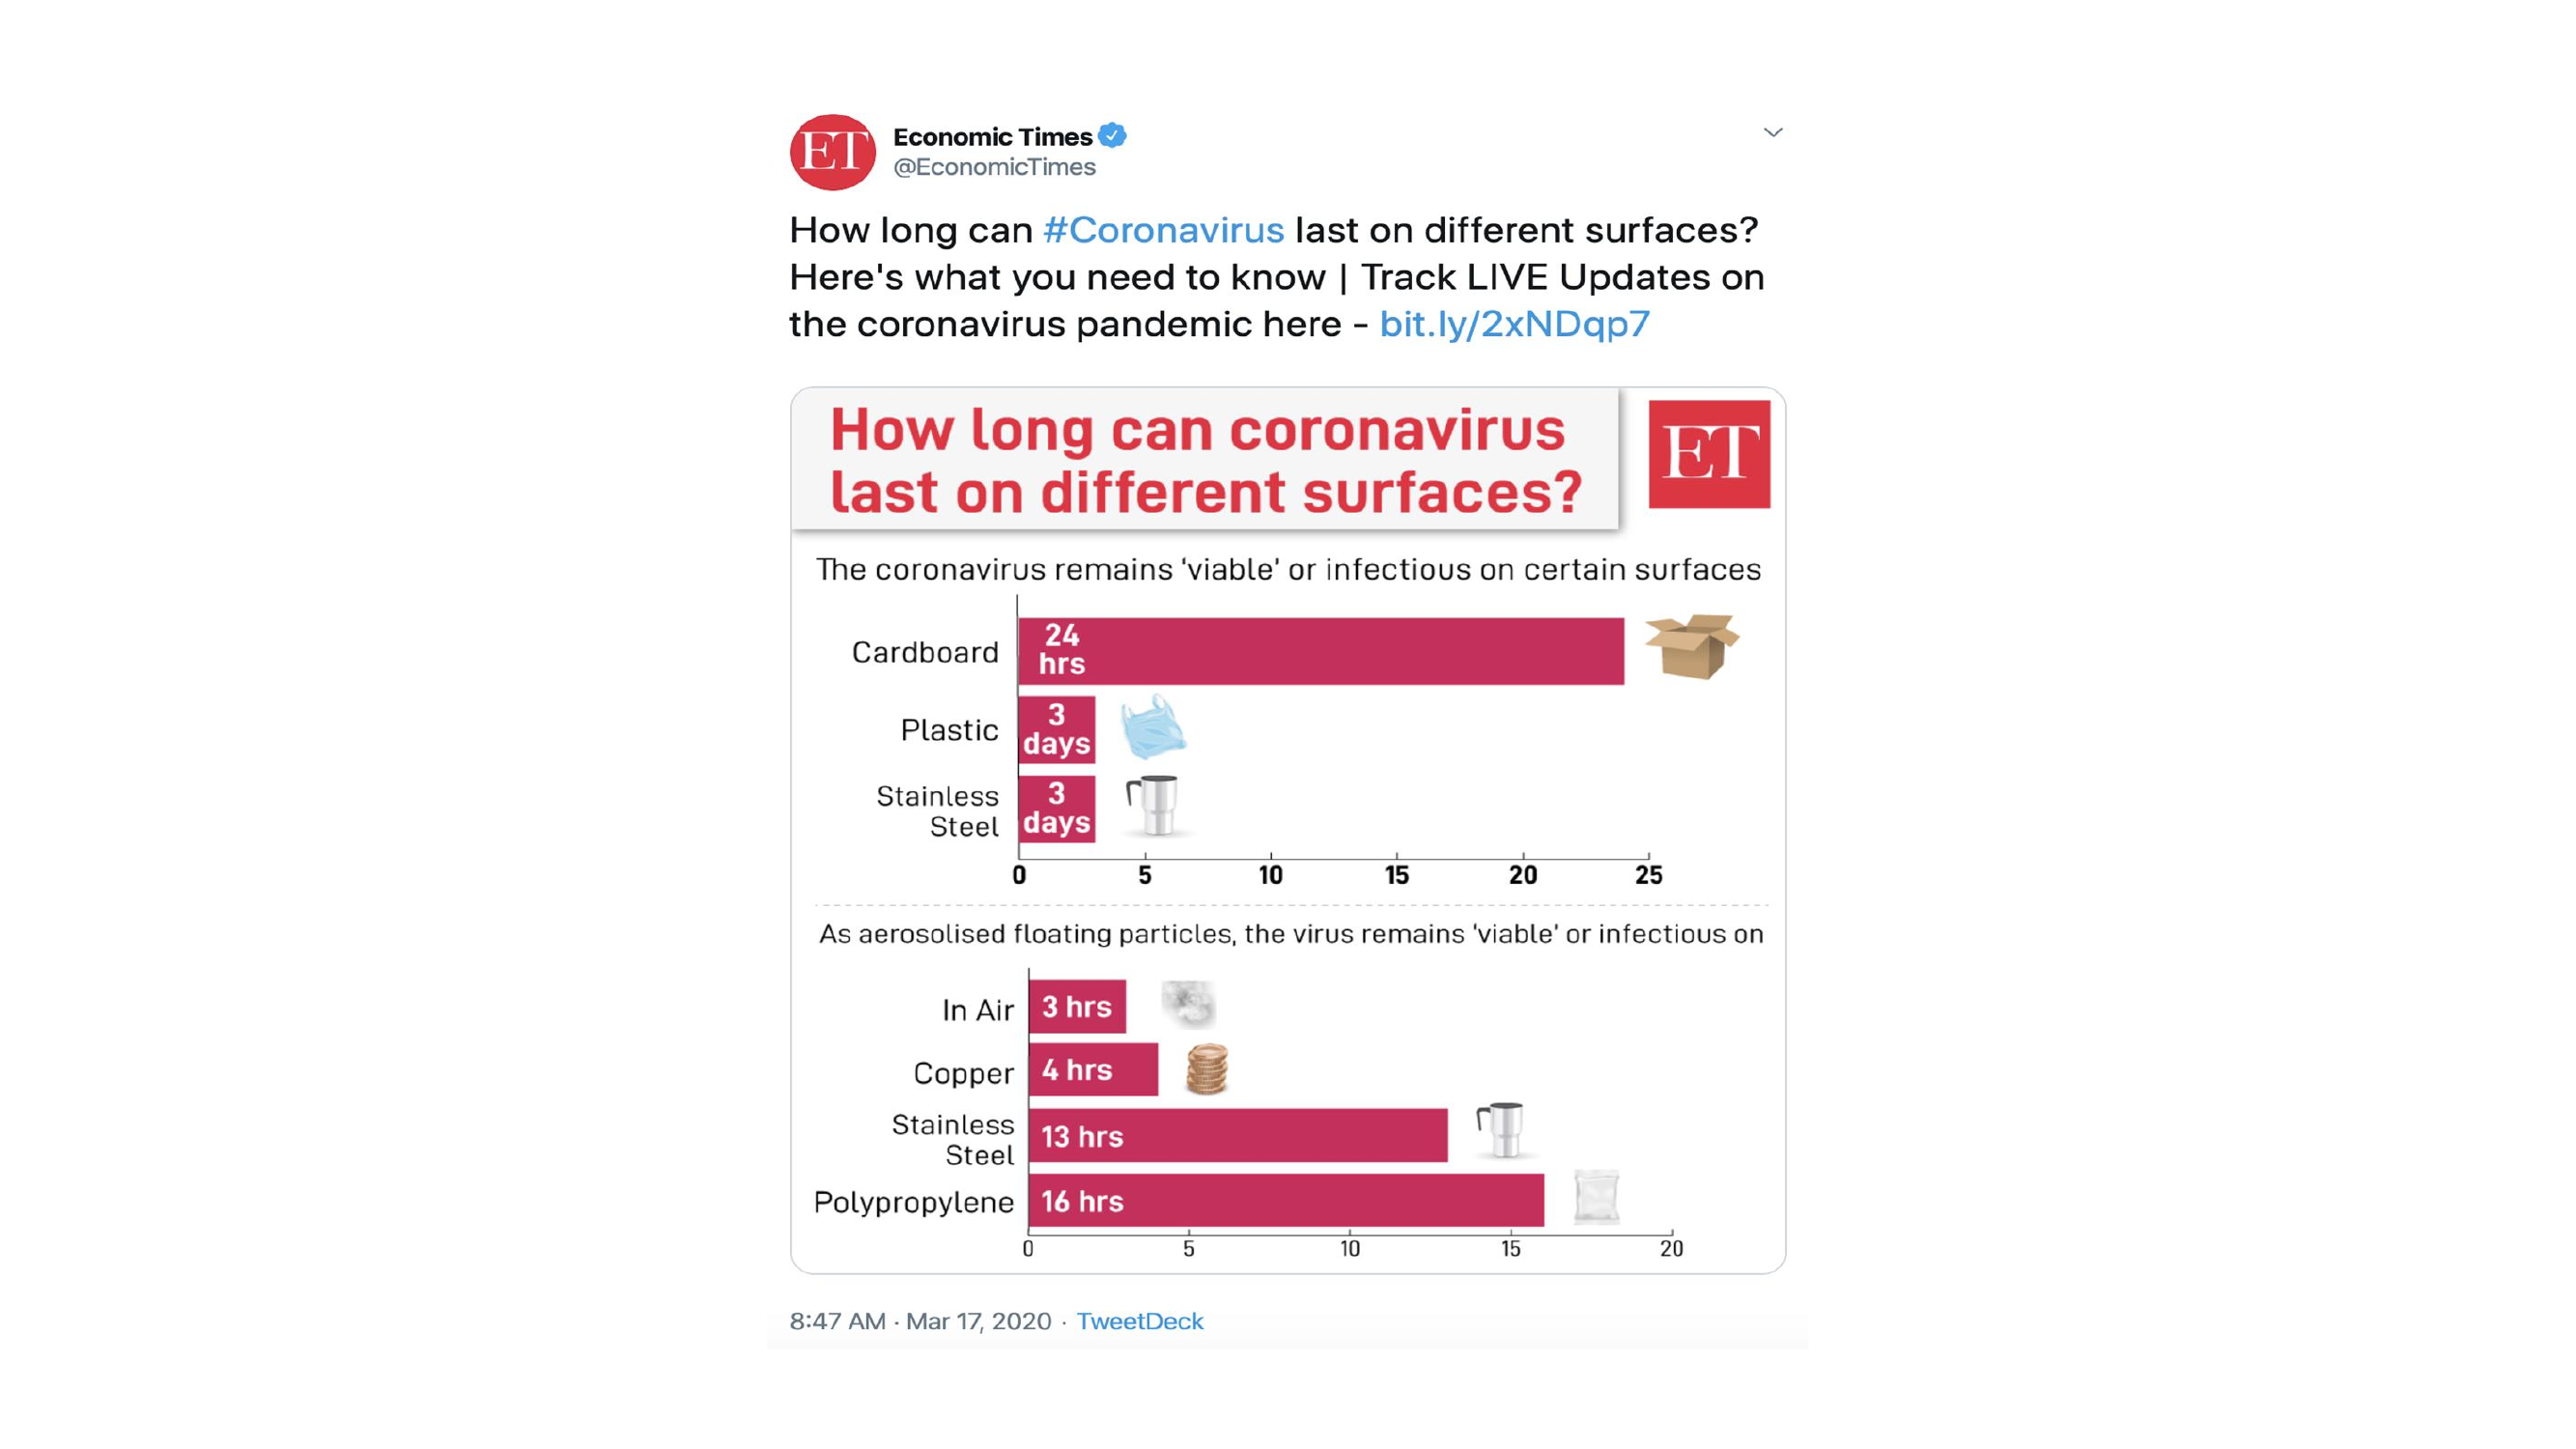 ET
Economic Times
@EconomicTimes
How long can #Coronavirus last on different surfaces?
Here's what you need to know | Track LIVE Updates on
the coronavirus pandemic here - bit.ly/2xNDqp7
How long can coronavirus
last on different surfaces?
ET
The coronavirus remains 'viable' or infectious on certain surfaces
Cardboard
24
hrs
Plastic
3
days
Stainless
Steel
3
days
0 5 10 15 20 25
As aerosolised floating particles, the virus remains 'viable' or infectious on
In Air 3 hrs
Copper 4 hrs
Stainless
Steel
13 hrs
Polypropylene 16 hrs
0 5 10 15 20
8:47 AM · Mar 17, 2020 · TweetDeck